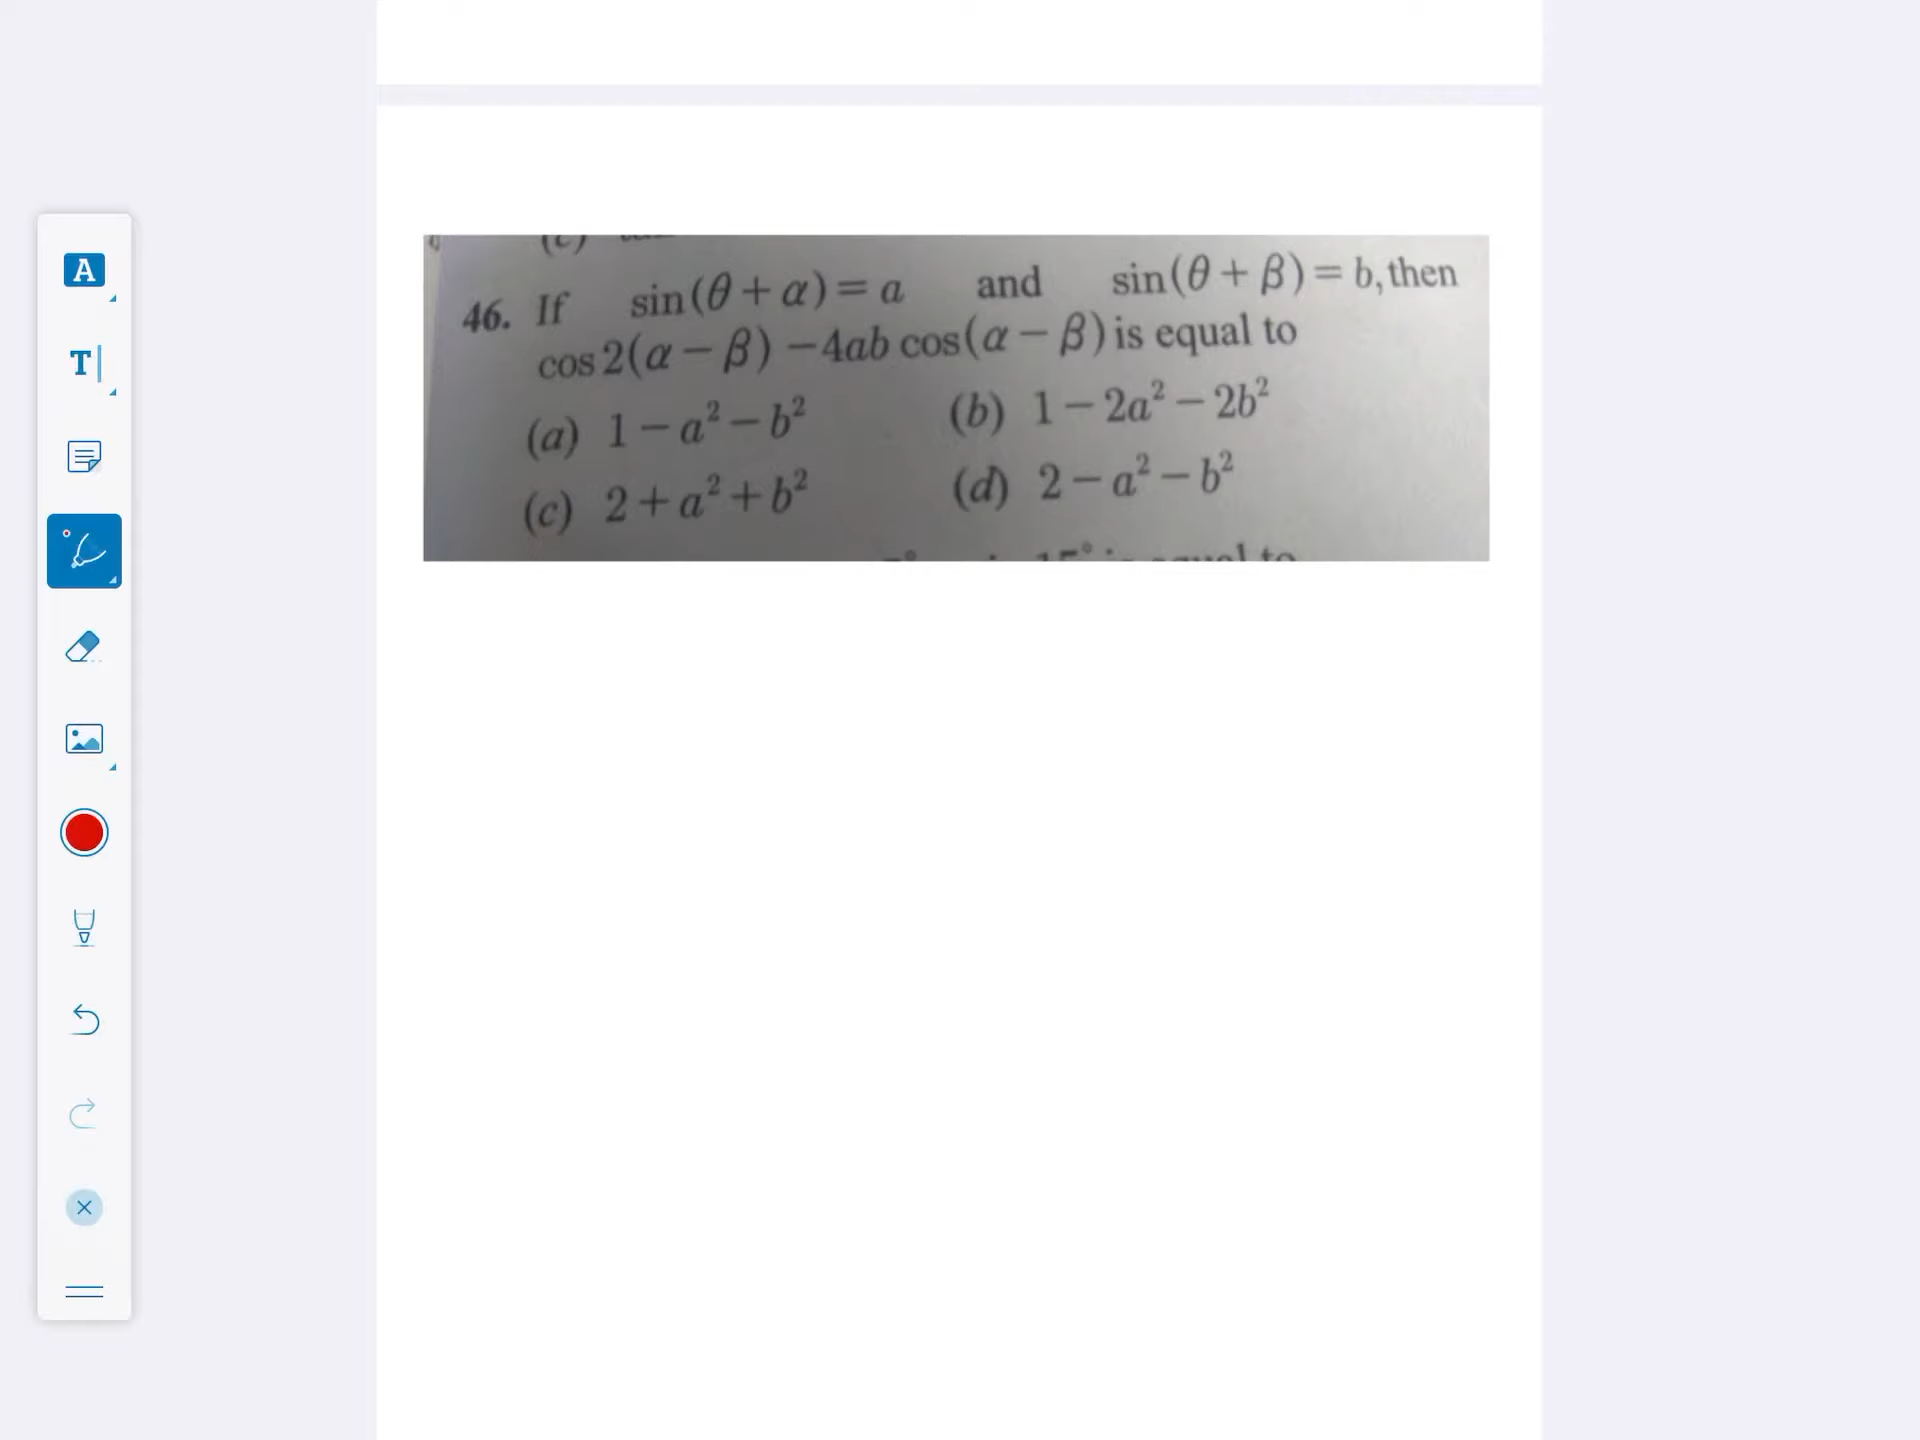 46. If sin(θ + α) = a and sin(θ + β) = b, then
cos 2(α − β) − 4ab cos(α − β) is equal to
(a) 1 − a² − b² (b) 1 − 2a² − 2b²
(c) 2 + a² + b² (d) 2 − a² − b²
A
T